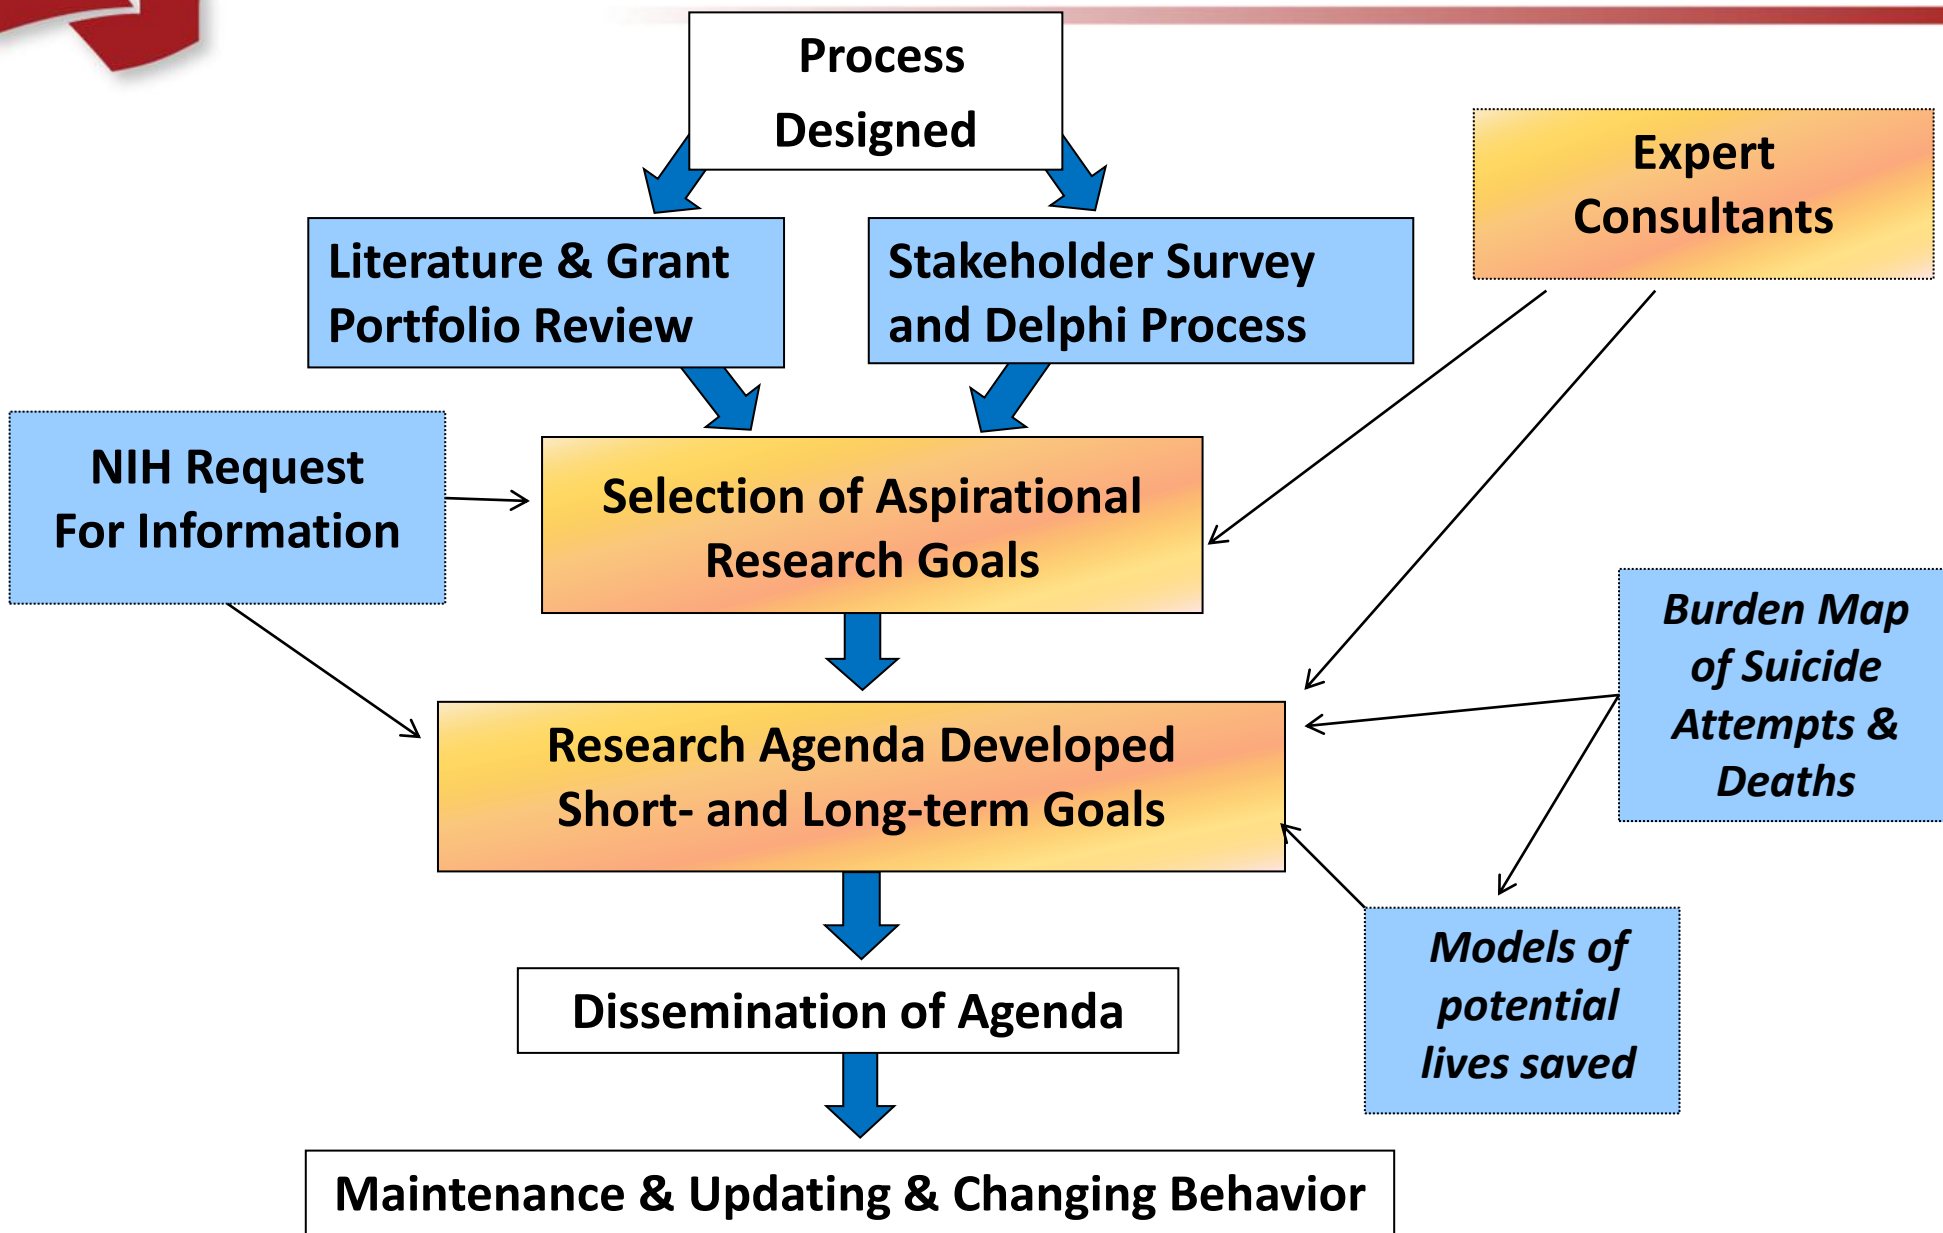 Process
Designed
Expert
Consultants
Literature & Grant
Portfolio Review
Stakeholder Survey
and Delphi Process
NIH Request
For Information
Selection of Aspirational
Research Goals
Burden Map
of Suicide
Attempts &
Deaths
Research Agenda Developed
Short- and Long-term Goals
Models of
potential
lives saved
Dissemination of Agenda
Maintenance & Updating & Changing Behavior